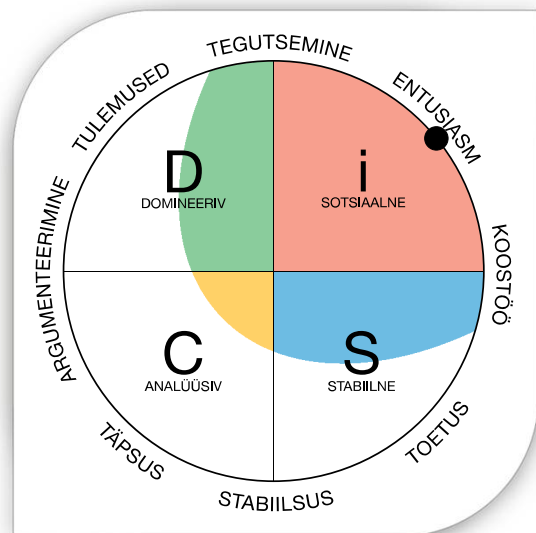 TEGUTSEMINE
TULEMUSED
ENTUSIASM
D
DOMINEERIV
i
SOTSIAALNE
ARGUMENTEERIMINE
KOOSTÖÖ
C
ANALÜÜSIV
S
STABIILNE
TÄPSUS
TOETUS
STABIILSUS